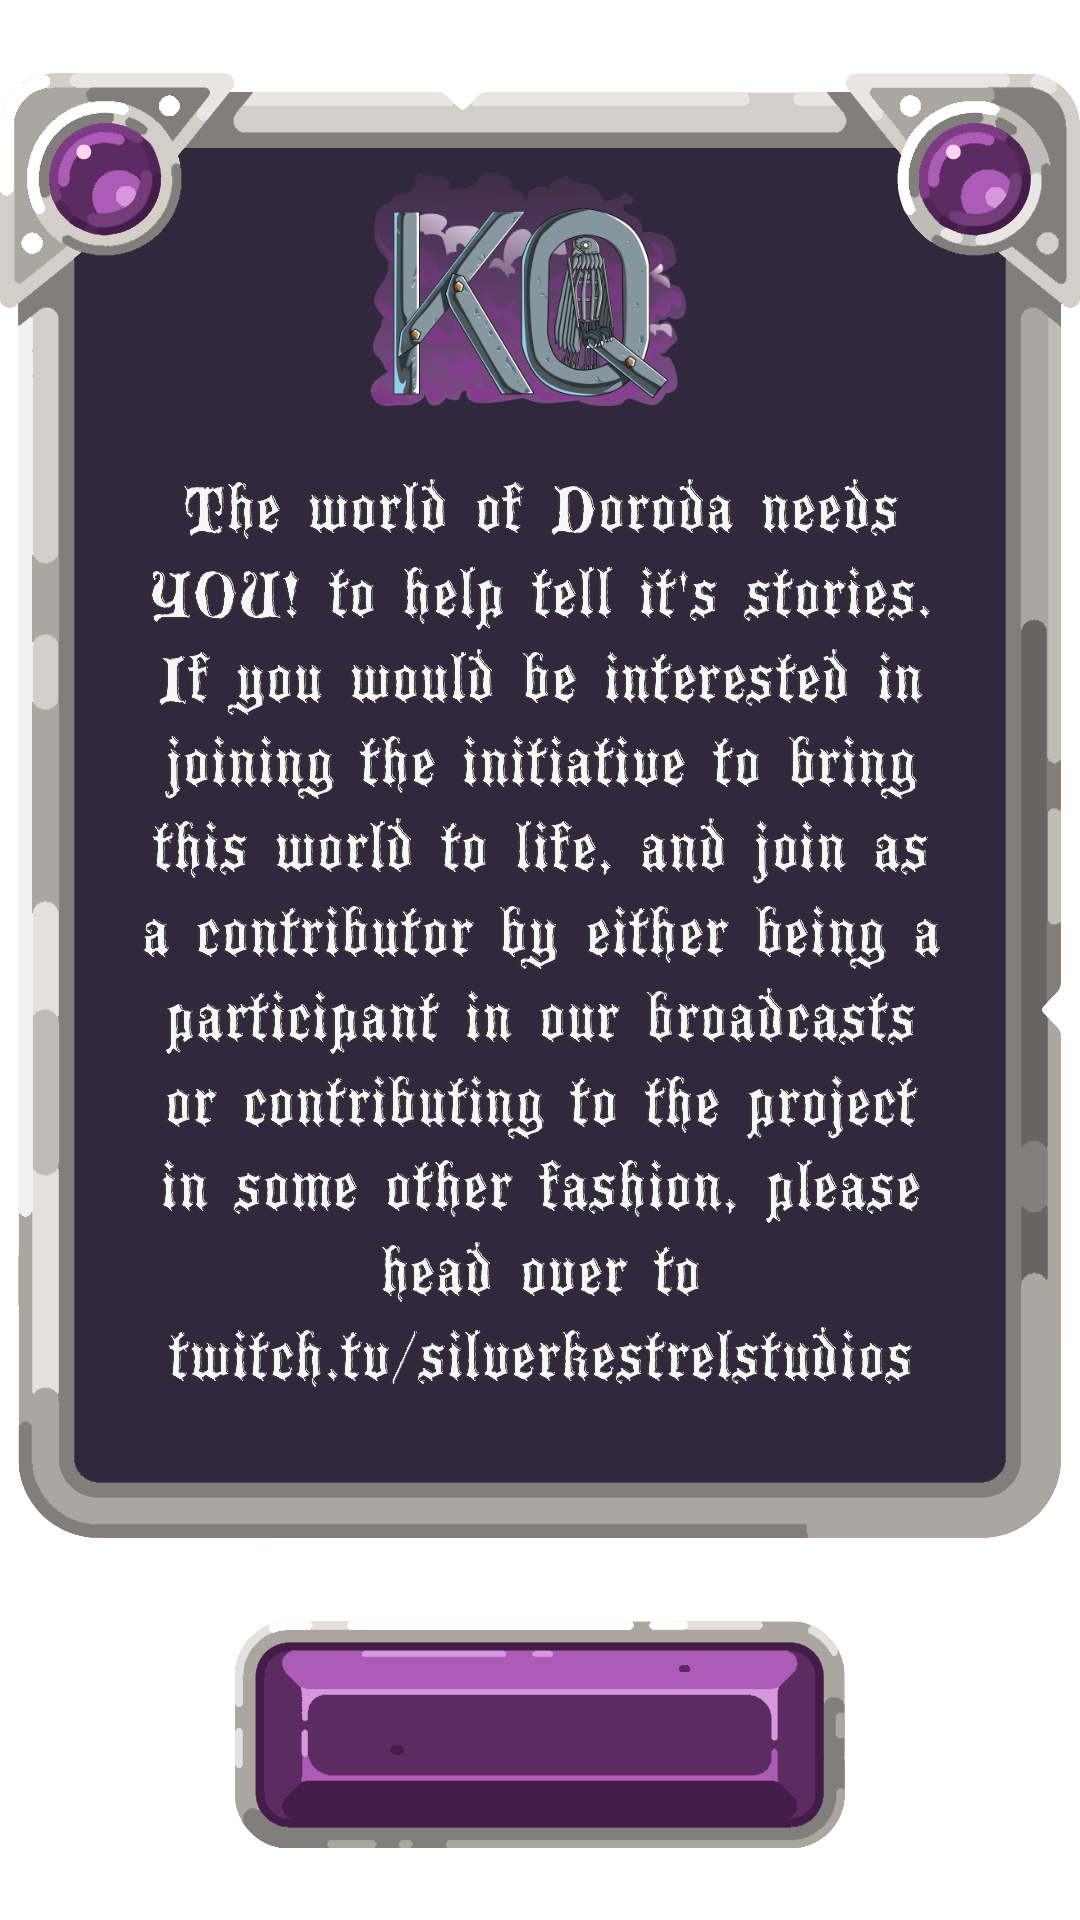 KQ
The world of Doroda needs
YOU! to help tell it's stories.
If you would be interested in
joining the initiative to bring
this world to life, and join as
a contributor by either being a
participant in our broadcasts
or contributing to the project
in some other fashion, please
head over to
twitch.tv/silverkestrelstudios